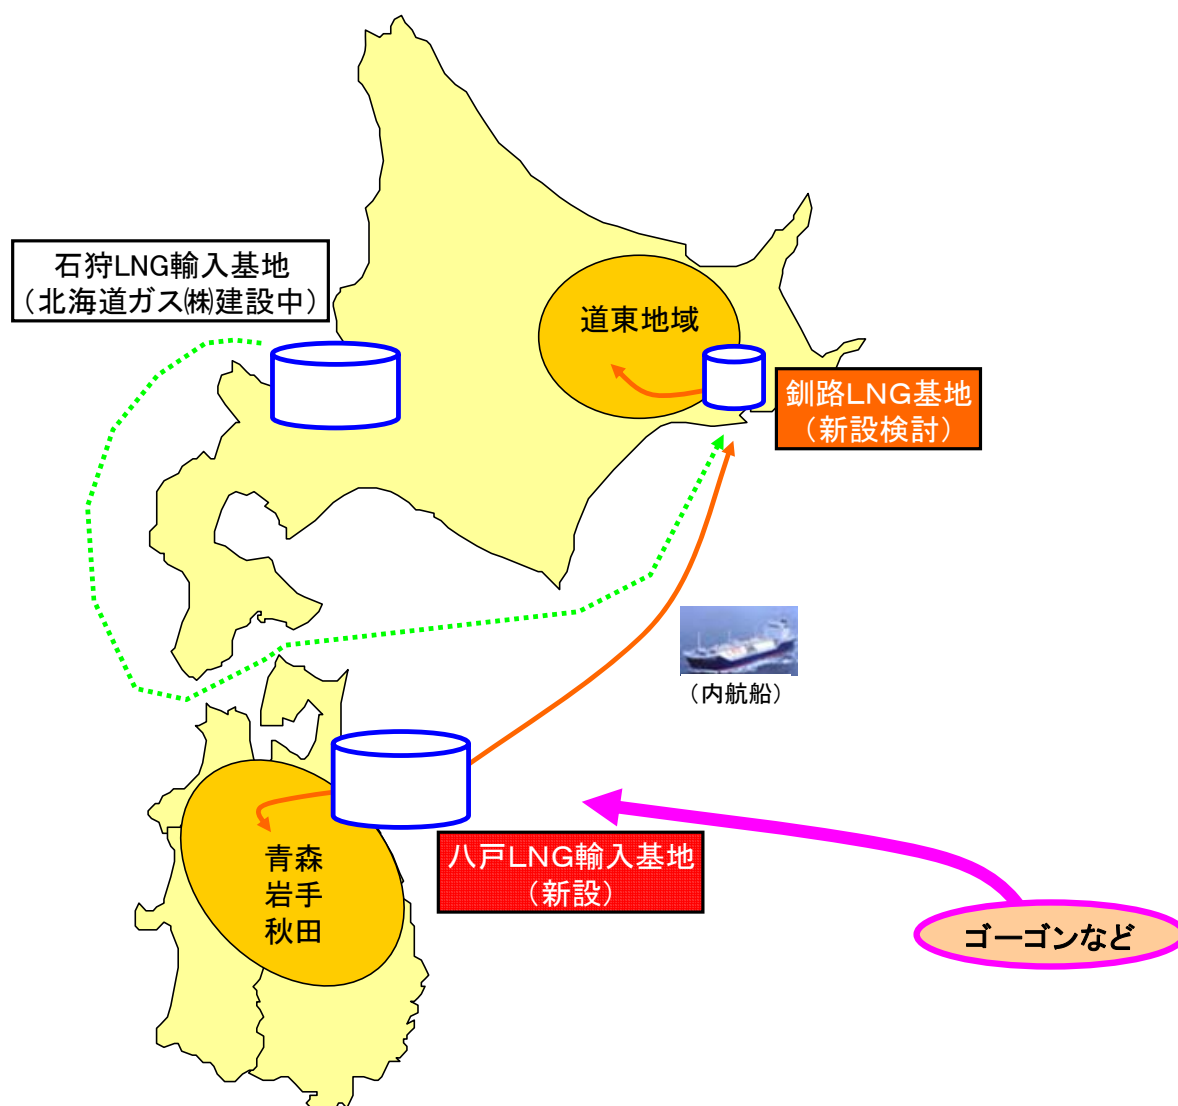 石狩LNG輸入基地
（北海道ガス㈱建設中）
道東地域
釧路LNG基地
（新設検討）
（内航船）
八戸LNG輸入基地
（新設）
青森
岩手
秋田
ゴーゴンなど